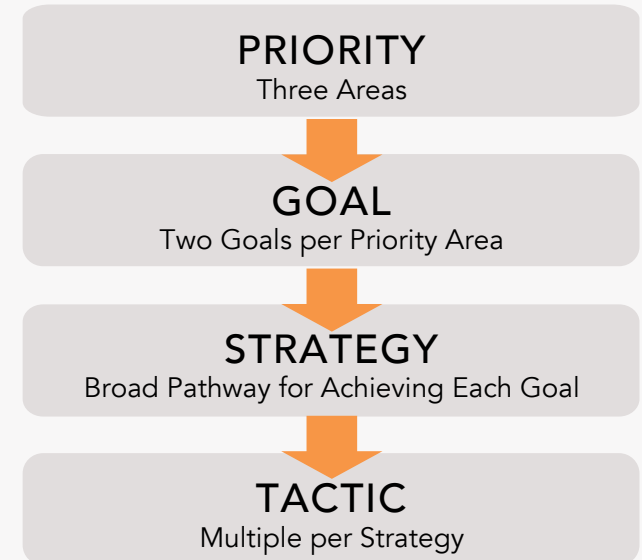 PRIORITY
Three Areas
GOAL
Two Goals per Priority Area
STRATEGY
Broad Pathway for Achieving Each Goal
TACTIC
Multiple per Strategy